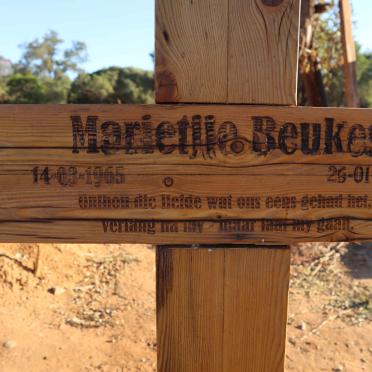 Marietjie Beukes
14-03-1965 26-01
Onthou die liefde wat ons eens gehad het.
Verlang na my - maar laat my gaan.